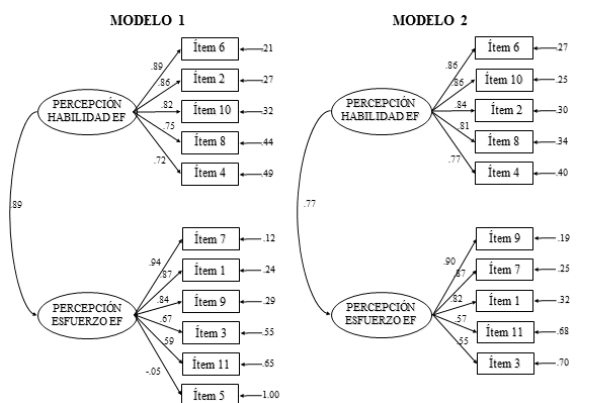 MODELO 1
PERCEPCIÓN
HABILIDAD EF
.89
.86
.82
.75
.72
Ítem 6
.21
Ítem 2
.27
Ítem 10
.32
Ítem 8
.44
Ítem 4
.49
.89
PERCEPCIÓN
ESFUERZO EF
.94
.87
.84
.67
.59
-.05
Ítem 7
.12
Ítem 1
.24
Ítem 9
.29
Ítem 3
.55
Ítem 11
.65
Ítem 5
1.00
MODELO 2
PERCEPCIÓN
HABILIDAD EF
.86
.86
.84
.81
.77
Ítem 6
.27
Ítem 10
.25
Ítem 2
.30
Ítem 8
.34
Ítem 4
.40
.77
PERCEPCIÓN
ESFUERZO EF
.90
.87
.82
.57
.55
Ítem 9
.19
Ítem 7
.25
Ítem 1
.32
Ítem 11
.68
Ítem 3
.70